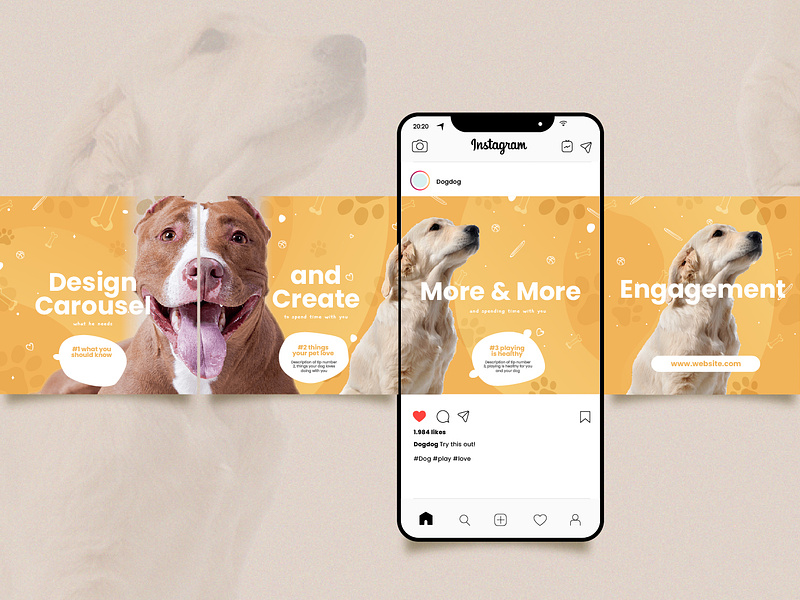 Design
Carousel
what he needs
#1 what you
should know
and
Create
to spend time with you
#2 things
your pet love
Description of tip number
2, things your dog loves
doing with you
20:20
Instagram
Dogdog
More & More
and spending time with you
#3 playing
is healthy
Description of tip number
3, playing is healthy for you
and your dog
1.984 likes
Dogdog Try this out!
#Dog #play #love
Engagement
www.website.com